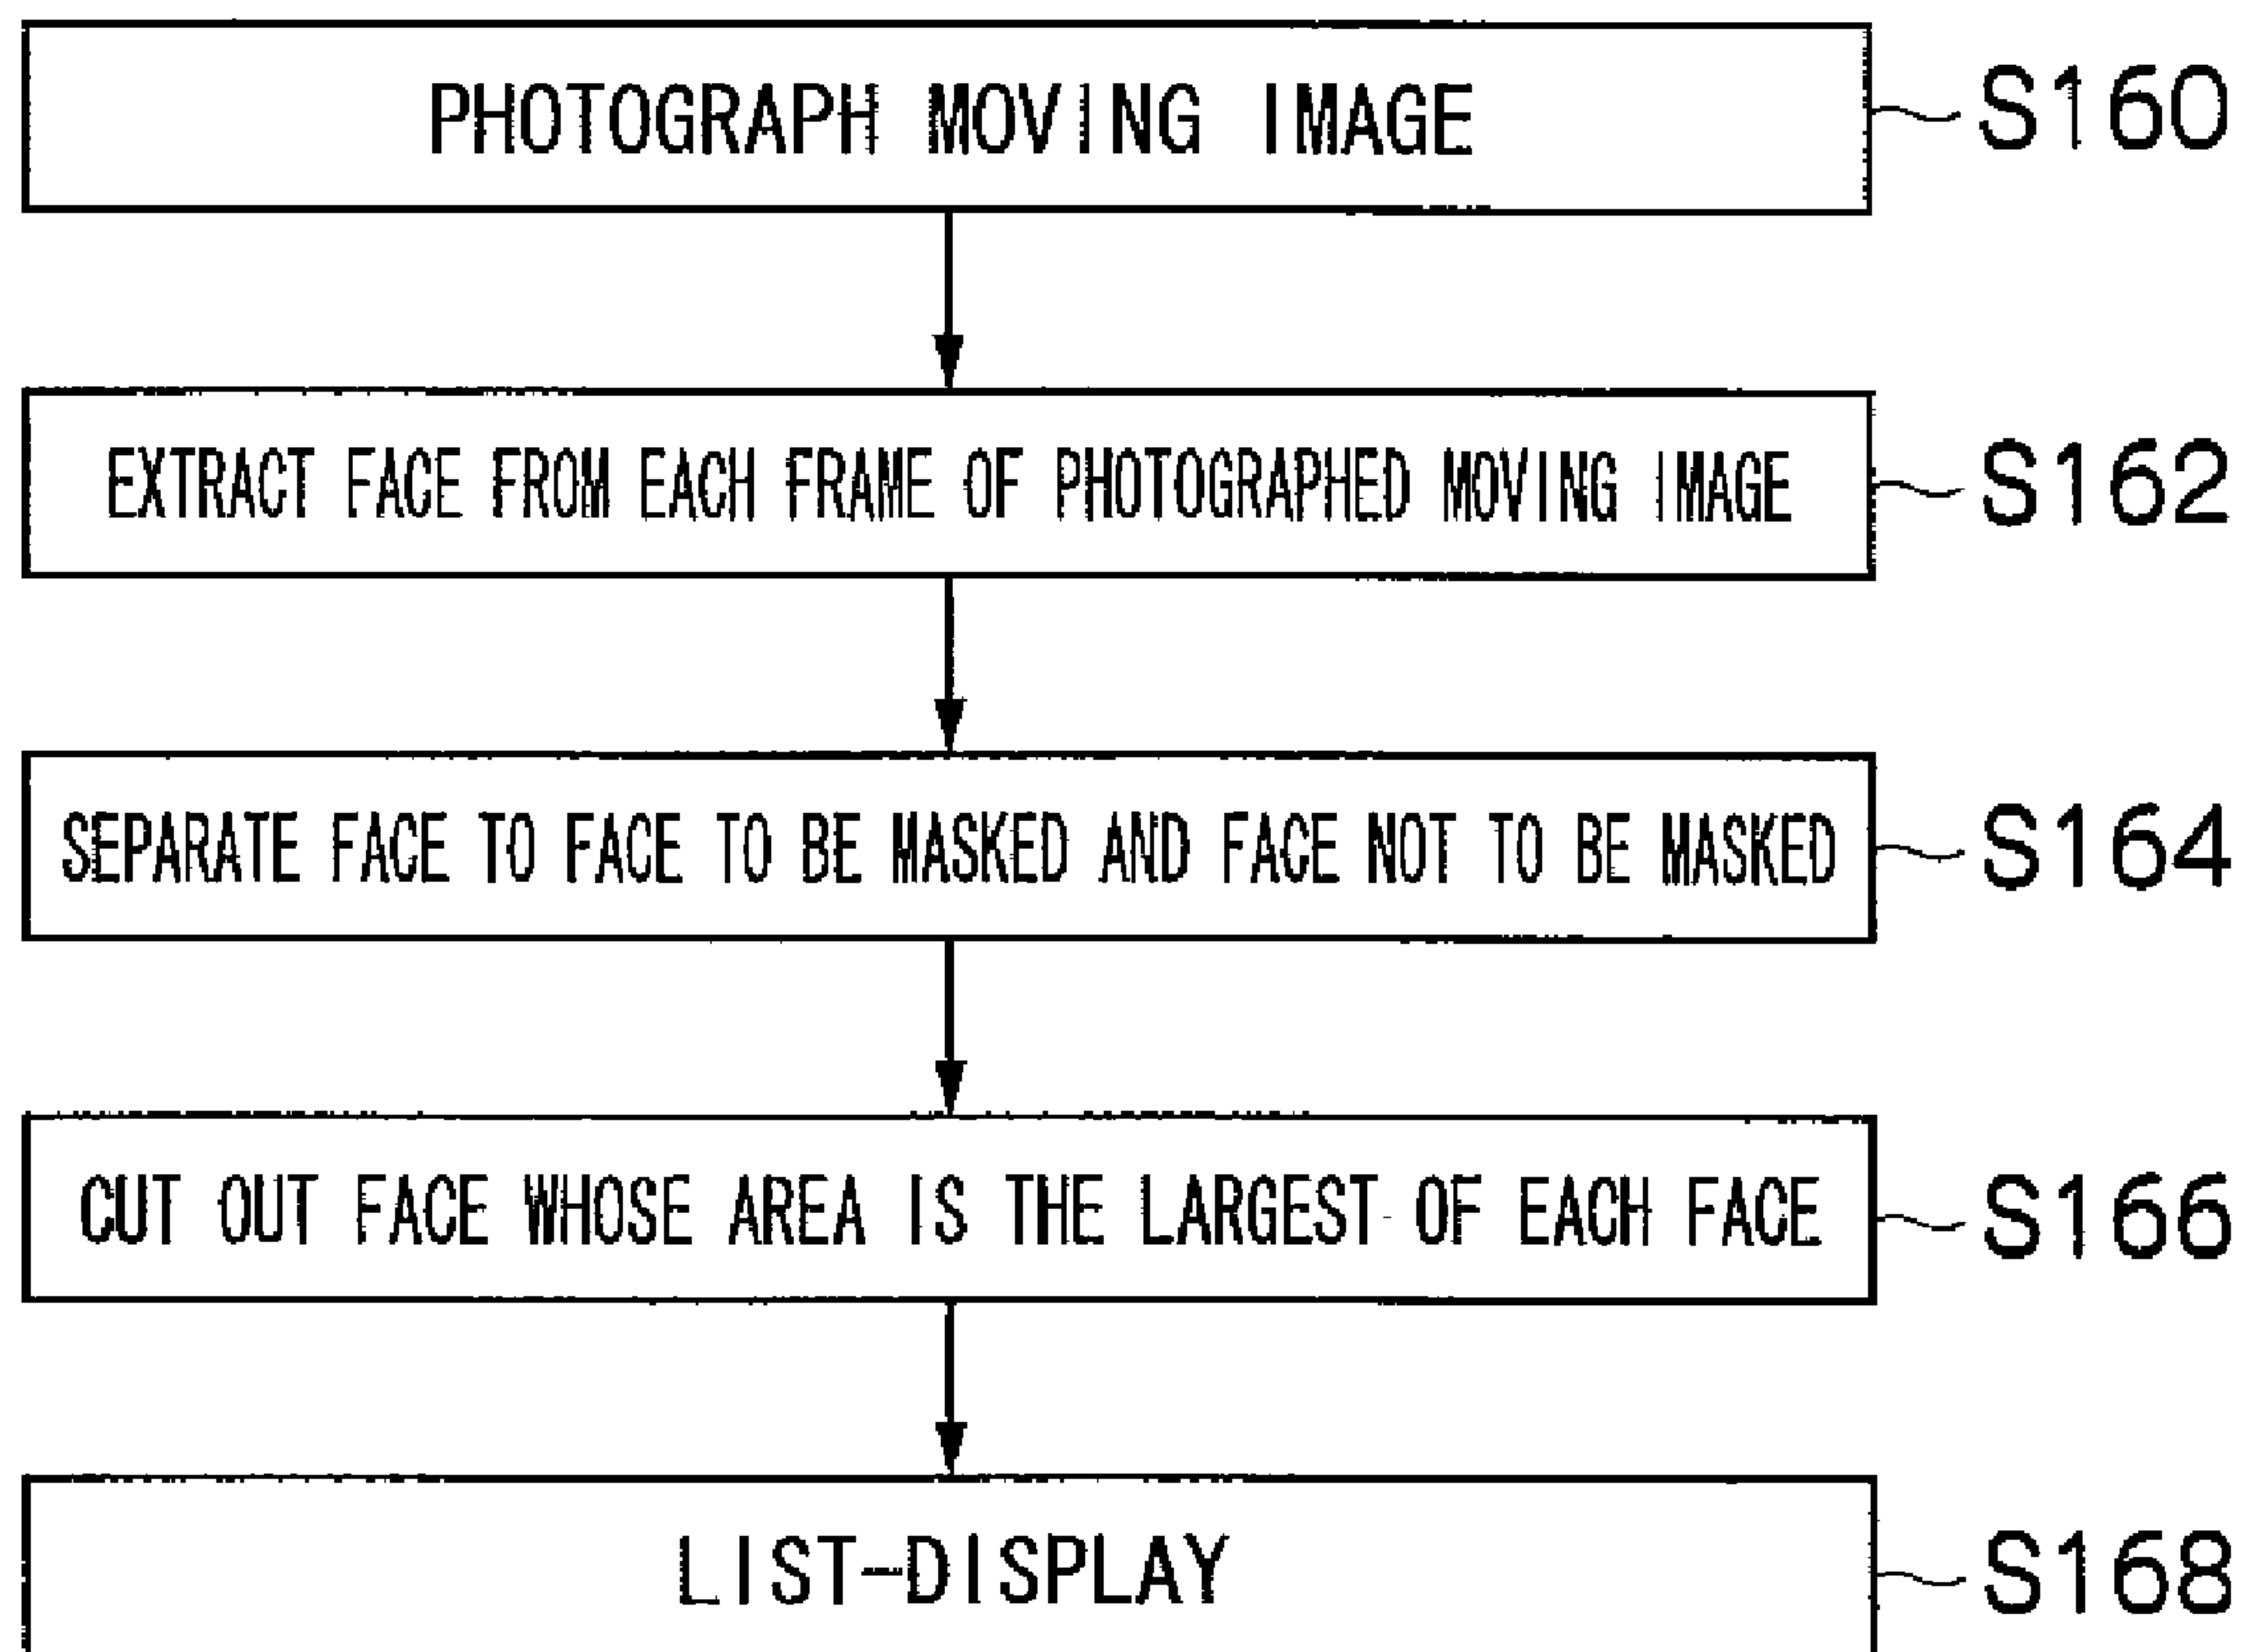 PHOTOGRAPH MOVING IMAGE S160
EXTRACT FACE FROM EACH FRAME OF PHOTOGRAPHED MOVING IMAGE S162
SEPARATE FACE TO FACE TO BE MASKED AND FACE NOT TO BE MASKED S164
CUT OUT FACE WHOSE AREA IS THE LARGEST OF EACH FACE S166
LIST-DISPLAY S168